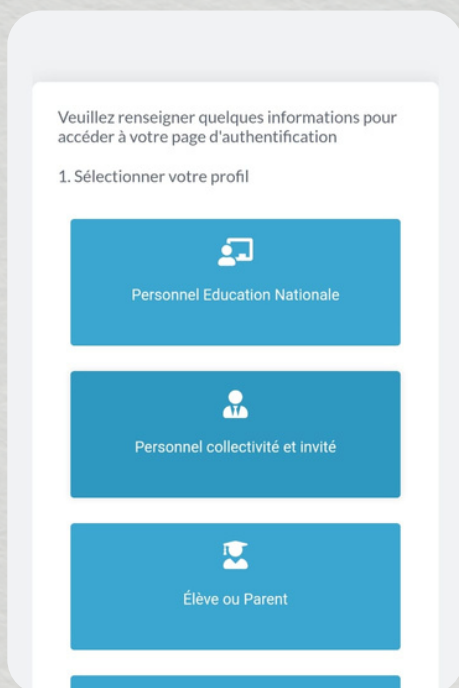 Veuillez renseigner quelques informations pour
accéder à votre page d'authentification
1. Sélectionner votre profil
Personnel Education Nationale
Personnel collectivité et invité
Élève ou Parent